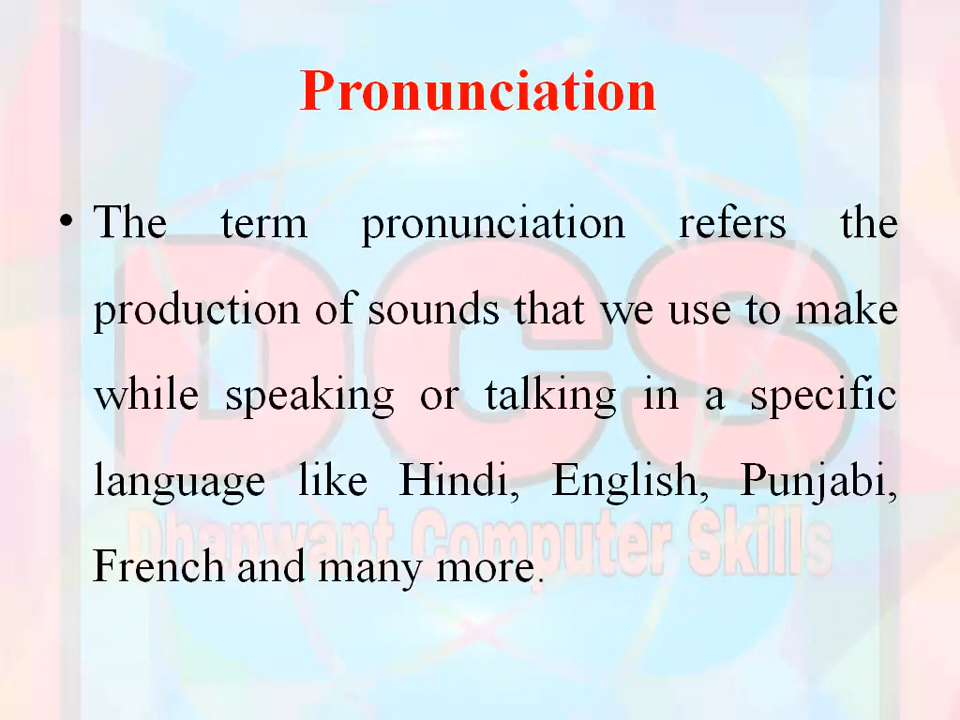 Pronunciation
• The term pronunciation refers the
production of sounds that we use to make
while speaking or talking in a specific
language like Hindi, English, Punjabi,
French and many more.
DCS
Dhanwant Computer Skills